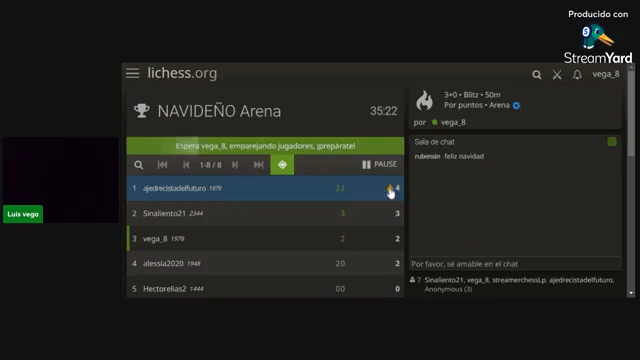 Producido con
StreamYard
lichess.org
vega_8
NAVIDEÑO Arena
35:22
3+0 • Blitz • 50m
Por puntos • Arena
por vega_8
Espera vega_8, emparejando jugadores, ¡prepárate!
1-8 / 8
PAUSE
Sala de chat
rubensin feliz navidad
1 ajedrecistadelfuturo 1979 22 4
2 Sinaliento21 2344 3 3
3 vega_8 1978 2 2
4 alessia2020 1948 20 2
5 Hectorelias2 1444 00 0
Luis vega
Por favor, sé amable en el chat
7 Sinaliento21, vega_8, streamerchessLp, ajedrecistadelfuturo,
Anonymous (3)